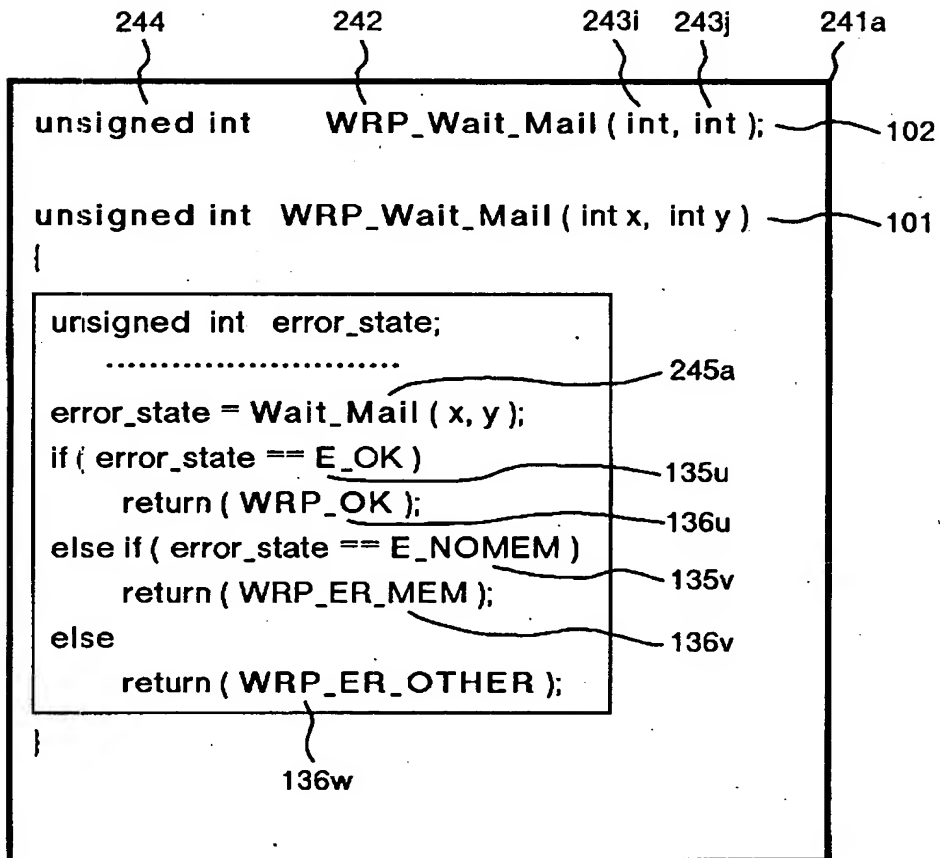 244 242 243i 243j 241a
unsigned int WRP_Wait_Mail ( int, int ); 102
unsigned int WRP_Wait_Mail ( int x, int y ) 101
{
unsigned int error_state;
...........................
245a
error_state = Wait_Mail ( x, y );
if ( error_state == E_OK )
135u
return ( WRP_OK );
136u
else if ( error_state == E_NOMEM )
135v
return ( WRP_ER_MEM );
136v
else
return ( WRP_ER_OTHER );
}
136w